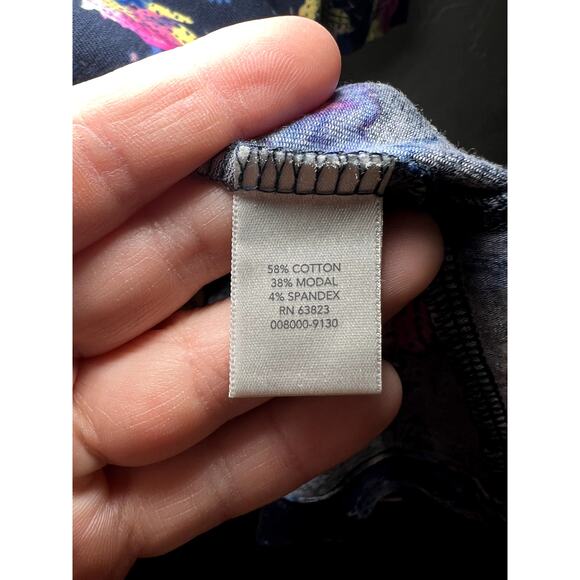 58% COTTON
38% MODAL
4% SPANDEX
RN 63823
008000-9130